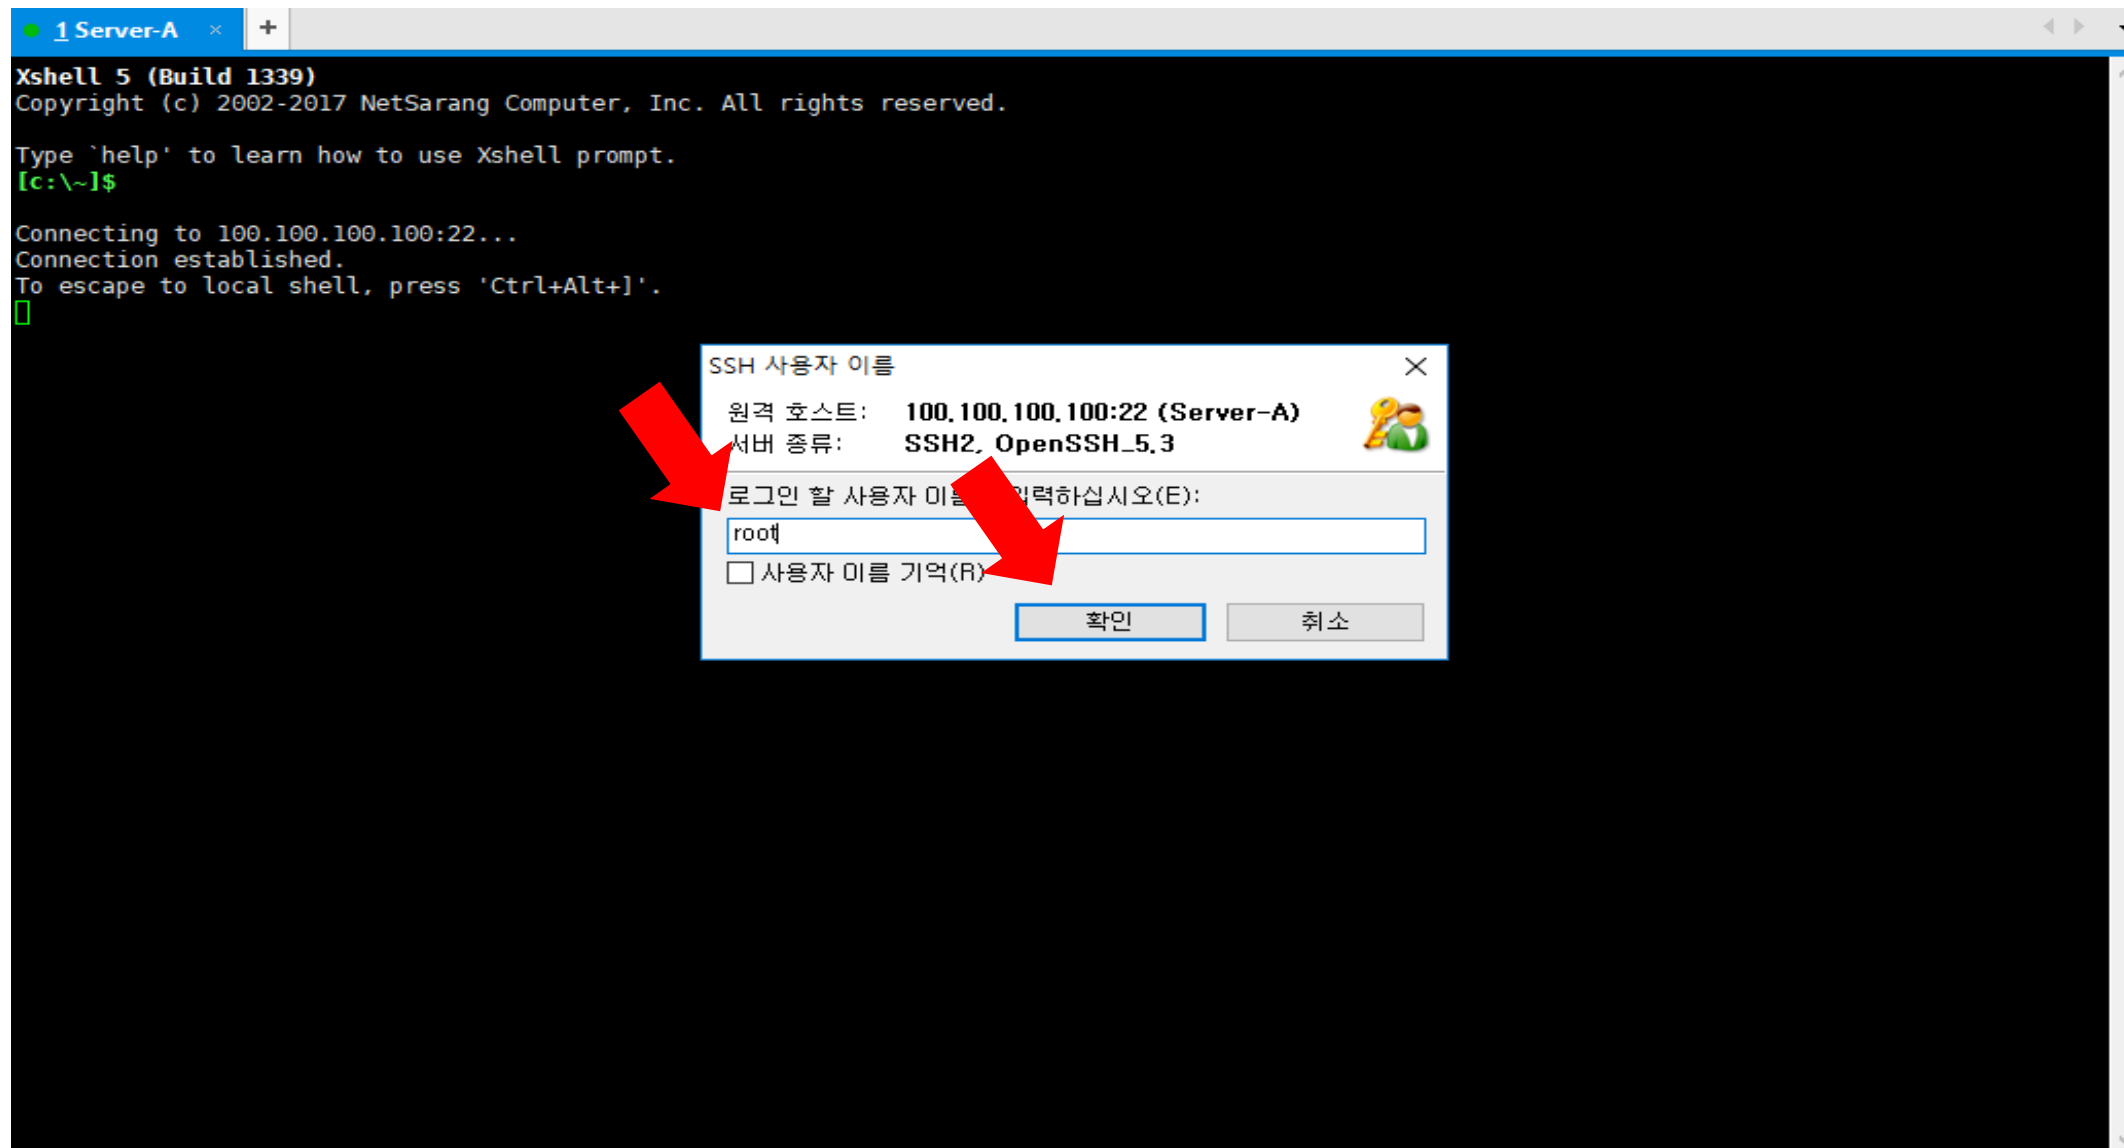 1 Server-A × +
Xshell 5 (Build 1339)
Copyright (c) 2002-2017 NetSarang Computer, Inc. All rights reserved.
Type `help' to learn how to use Xshell prompt.
[c:\~]$
Connecting to 100.100.100.100:22...
Connection established.
To escape to local shell, press 'Ctrl+Alt+]'.
SSH 사용자 이름
원격 호스트: 100.100.100.100:22 (Server-A)
서버 종류: SSH2, OpenSSH_5.3
로그인 할 사용자 입력하십시오(E):
root
사용자 이름 기억(R)
확인 취소